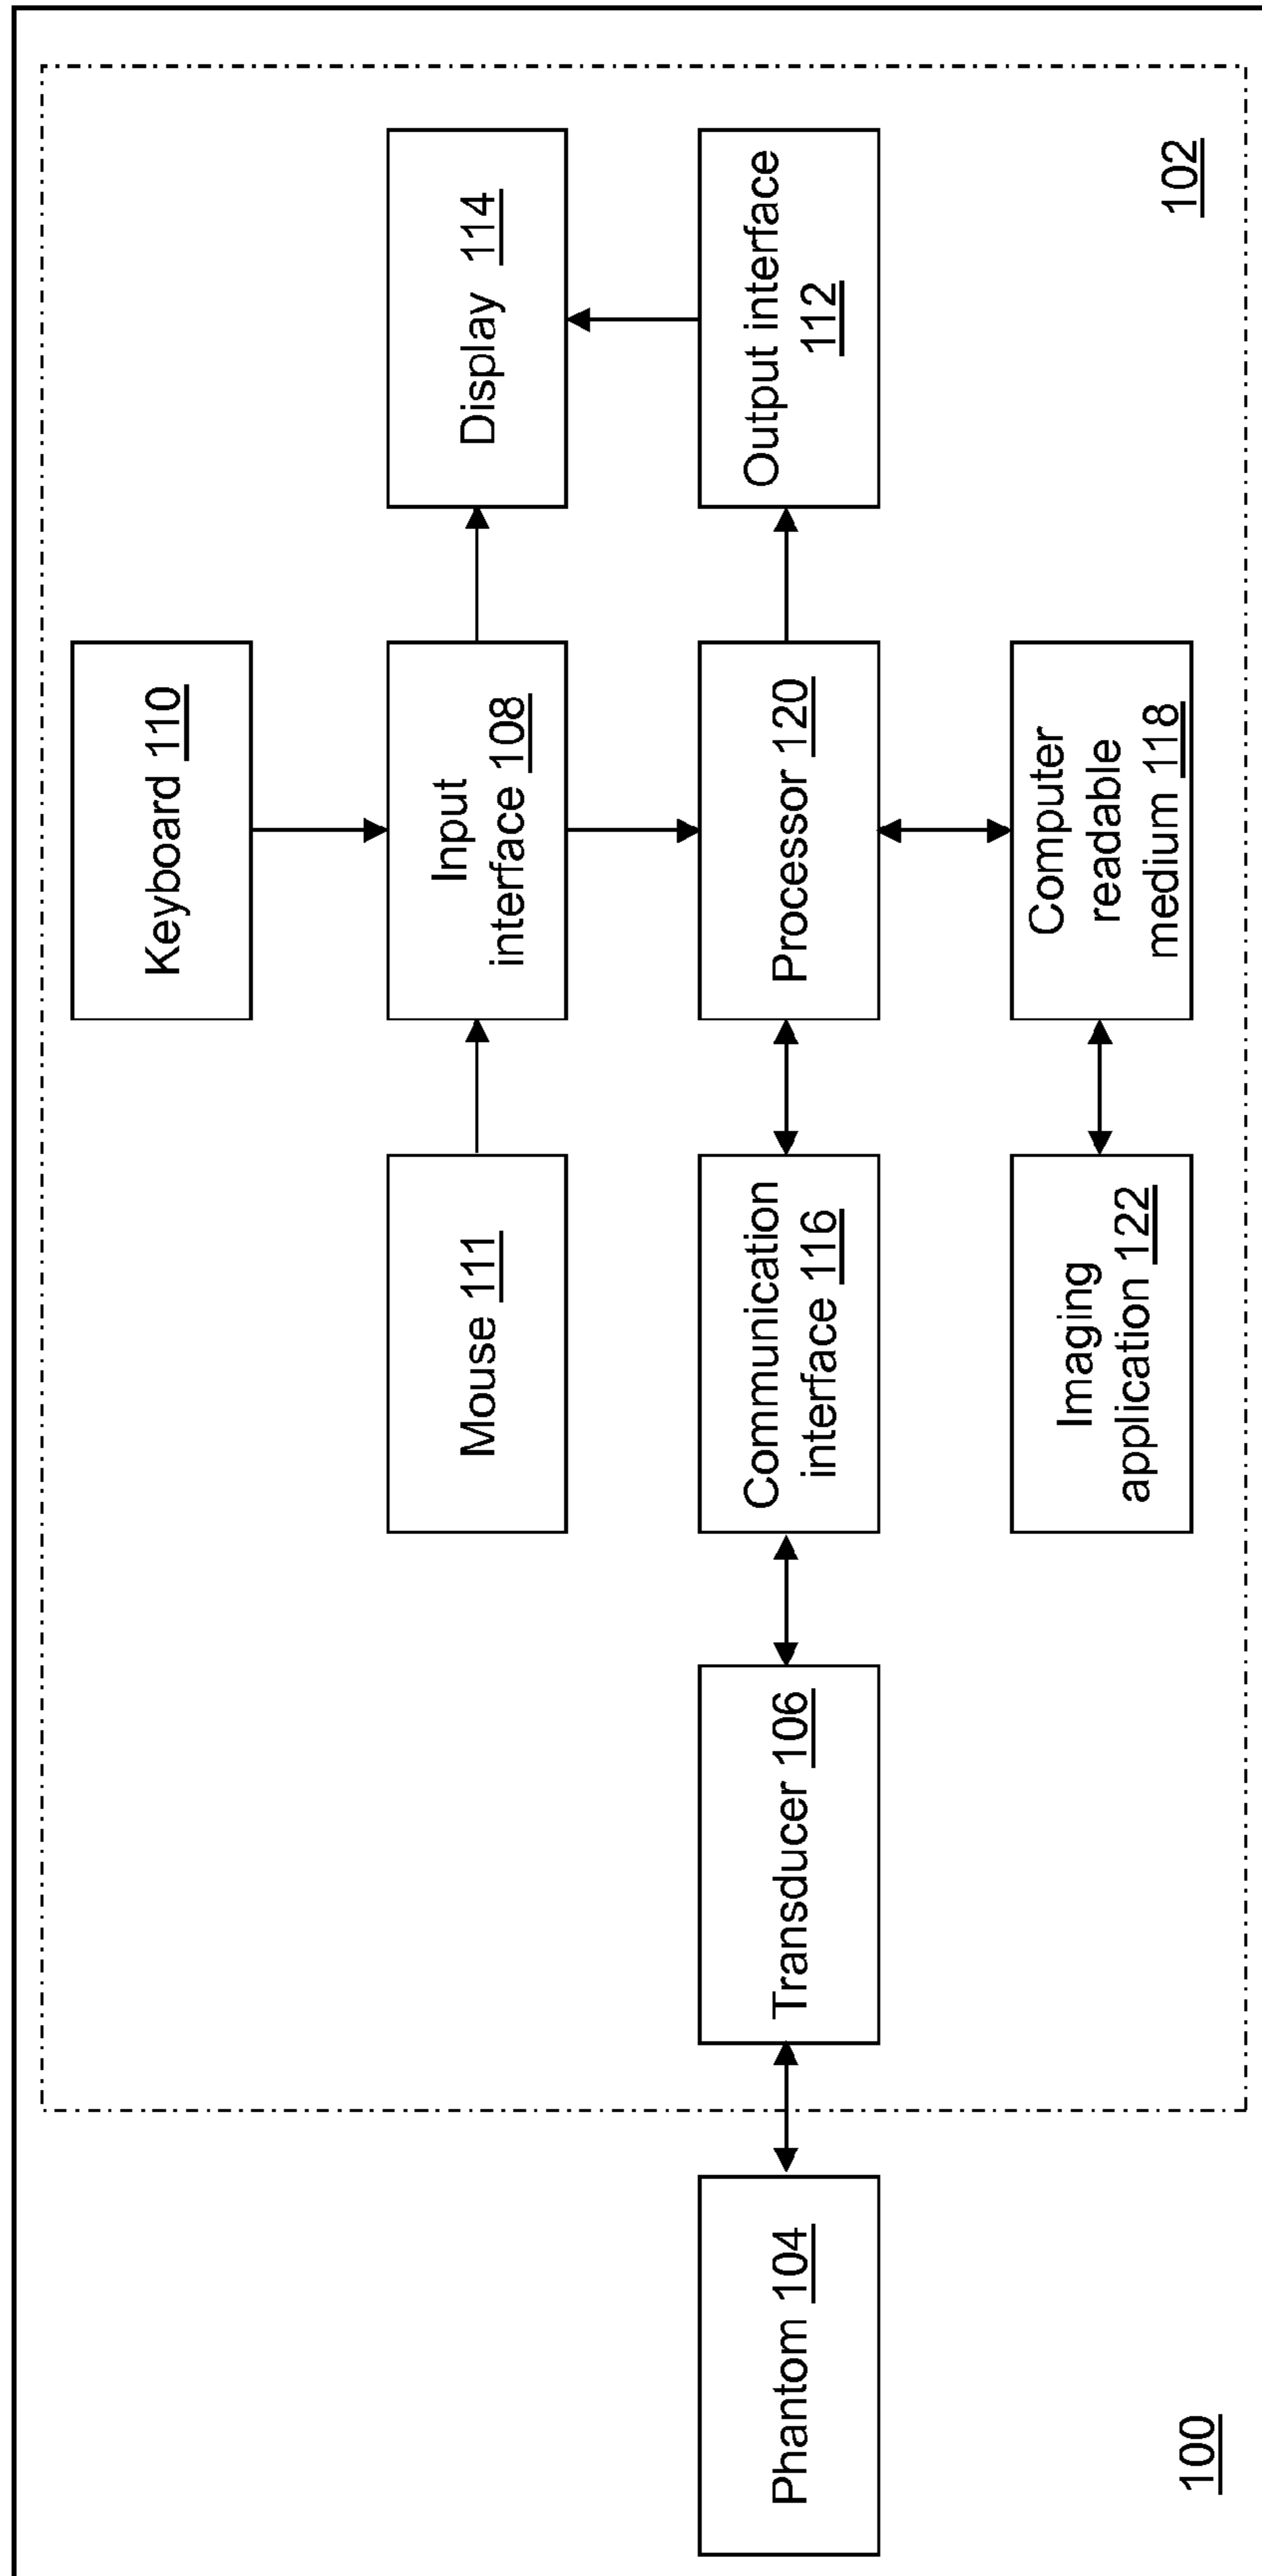 Keyboard 110
Mouse 111
Input
interface 108
Display 114
Phantom 104
Transducer 106
Communication
interface 116
Processor 120
Output interface
112
Imaging
application 122
Computer
readable
medium 118
100
102